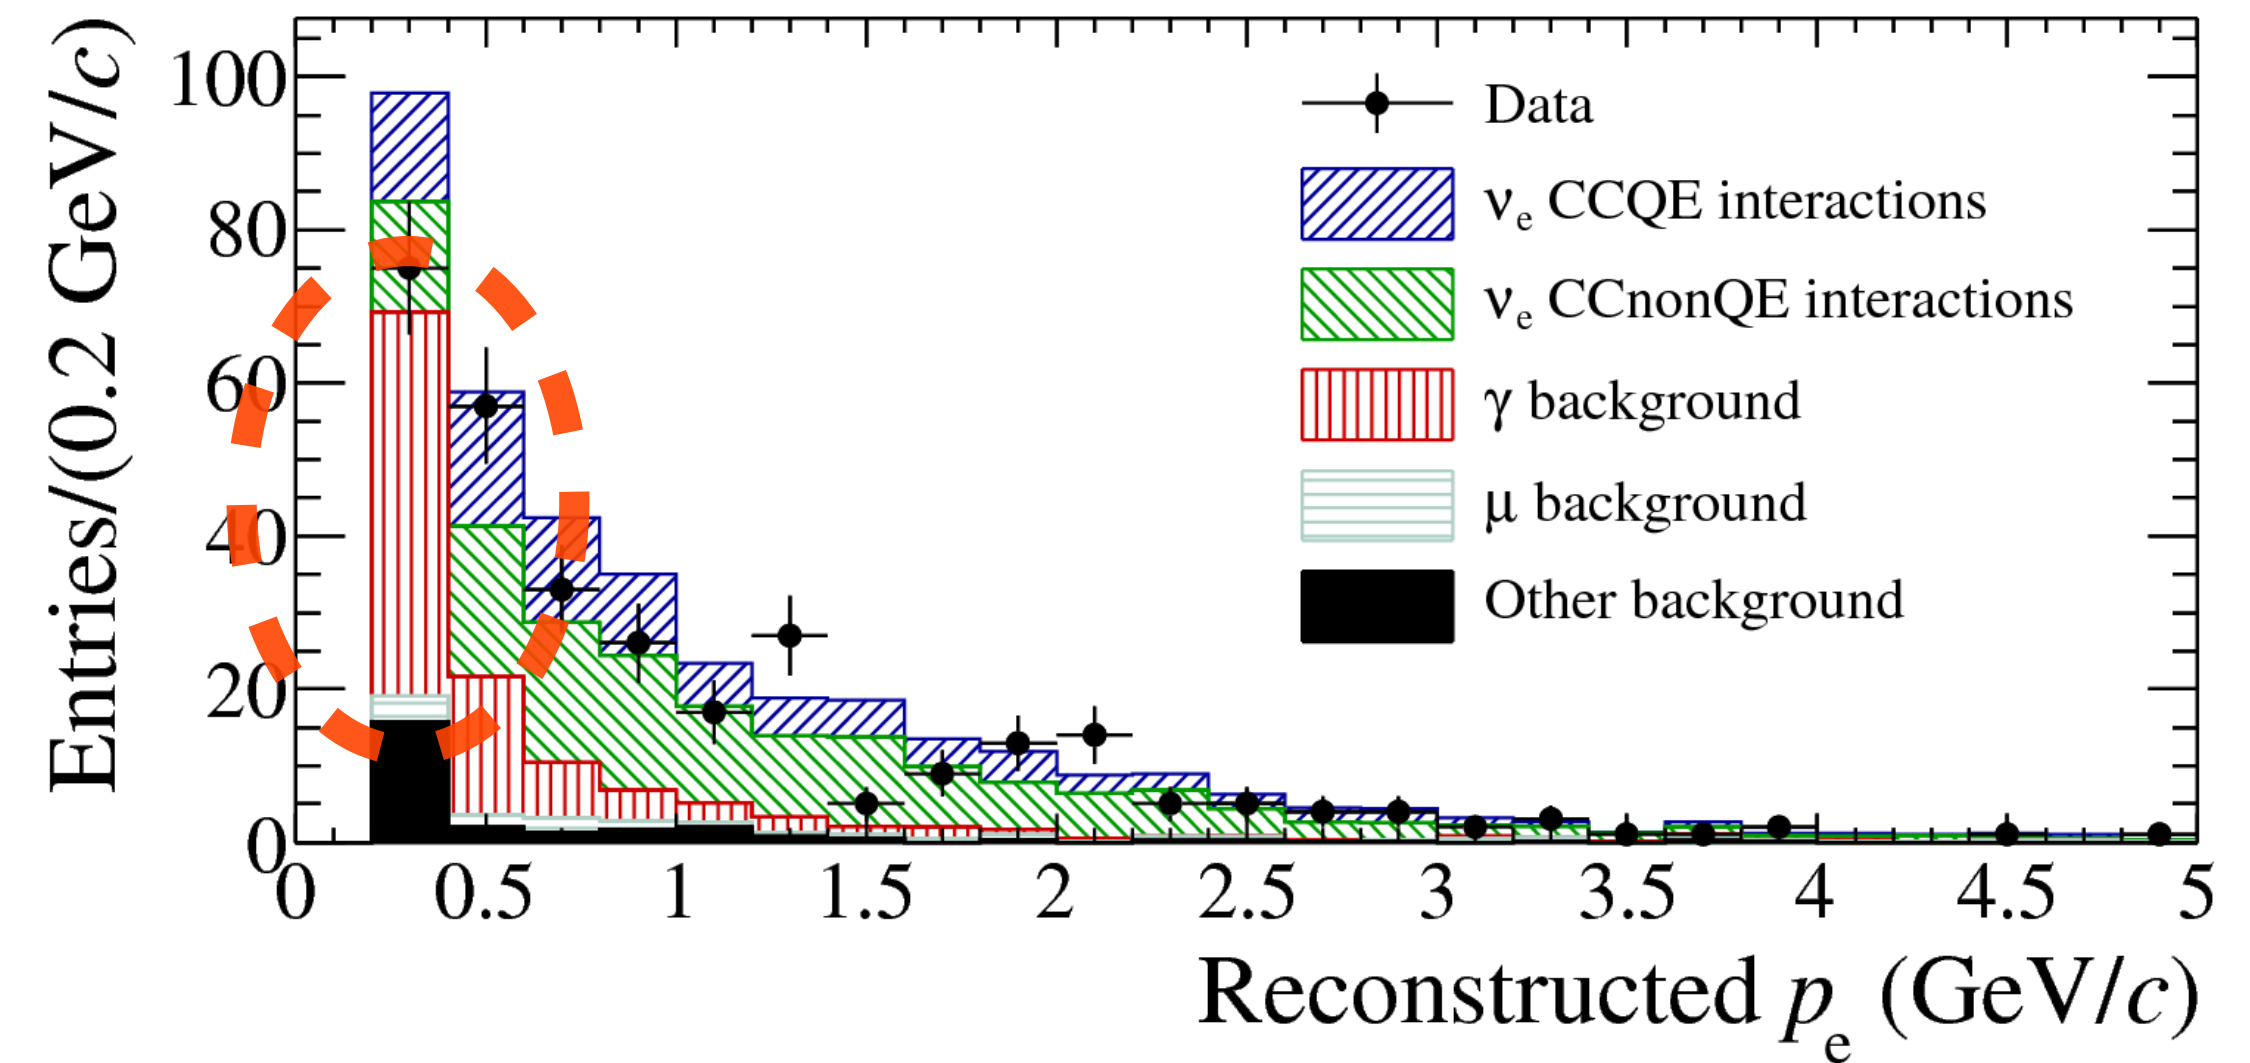 Entries/(0.2 GeV/c)
100
80
60
40
20
0
Data
νe CCQE interactions
νe CCnonQE interactions
γ background
μ background
Other background
0 0.5 1 1.5 2 2.5 3 3.5 4 4.5 5
Reconstructed pe (GeV/c)